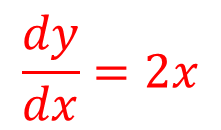 dy/dx = 2x